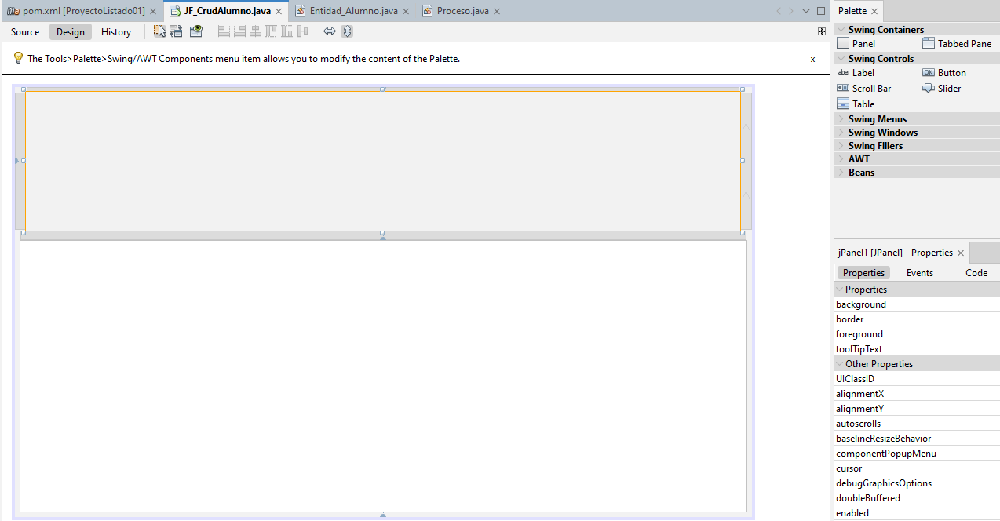 pom.xml [ProyectoListado01] JF_CrudAlumno.java Entidad_Alumno.java Proceso.java
Source Design History
The Tools>Palette>Swing/AWT Components menu item allows you to modify the content of the Palette. x
Palette
Swing Containers
Panel Tabbed Pane
Swing Controls
label Label OK Button
Scroll Bar Slider
Table
Swing Menus
Swing Windows
Swing Fillers
AWT
Beans
jPanel1 [JPanel] - Properties
Properties Events Code
Properties
background
border
foreground
toolTipText
Other Properties
UIClassID
alignmentX
alignmentY
autoscrolls
baselineResizeBehavior
componentPopupMenu
cursor
debugGraphicsOptions
doubleBuffered
enabled